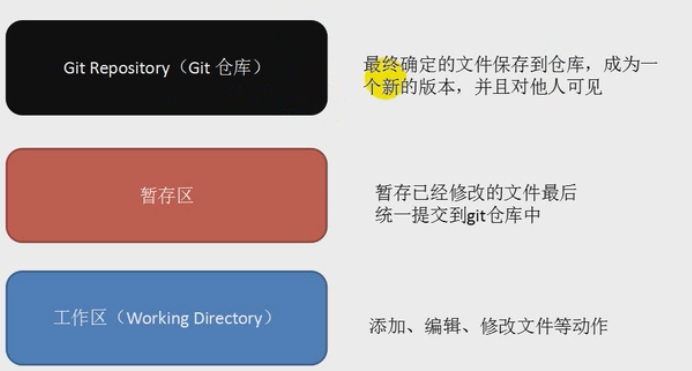 Git Repository（Git 仓库）
最终确定的文件保存到仓库，成为一
个新的版本，并且对他人可见
暂存区
暂存已经修改的文件最后
统一提交到git仓库中
工作区（Working Directory）
添加、编辑、修改文件等动作